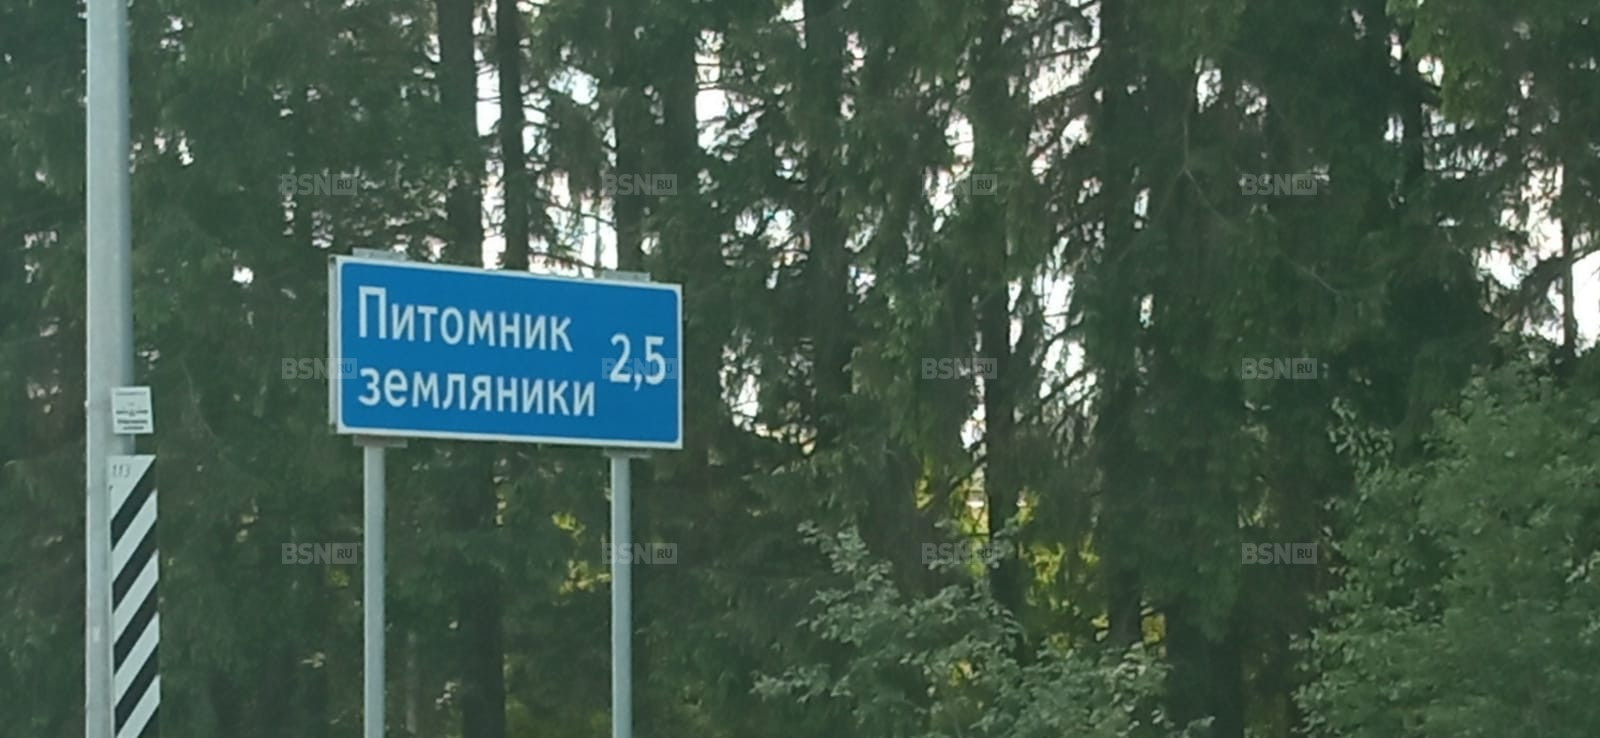 Питомник
земляники
2,5
113
BSN.RU